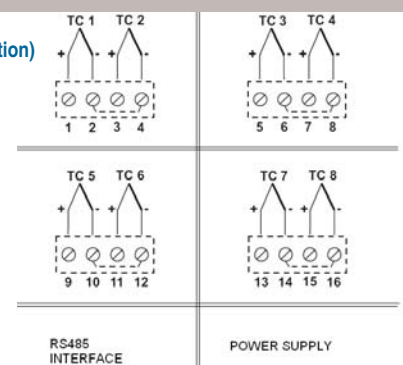 TC 1 TC 2
TC 3 TC 4
tion)
+ - + -
+ - + -
1 2 3 4
5 6 7 8
TC 5 TC 6
TC 7 TC 8
+ - + -
+ - + -
9 10 11 12
13 14 15 16
RS485
INTERFACE
POWER SUPPLY